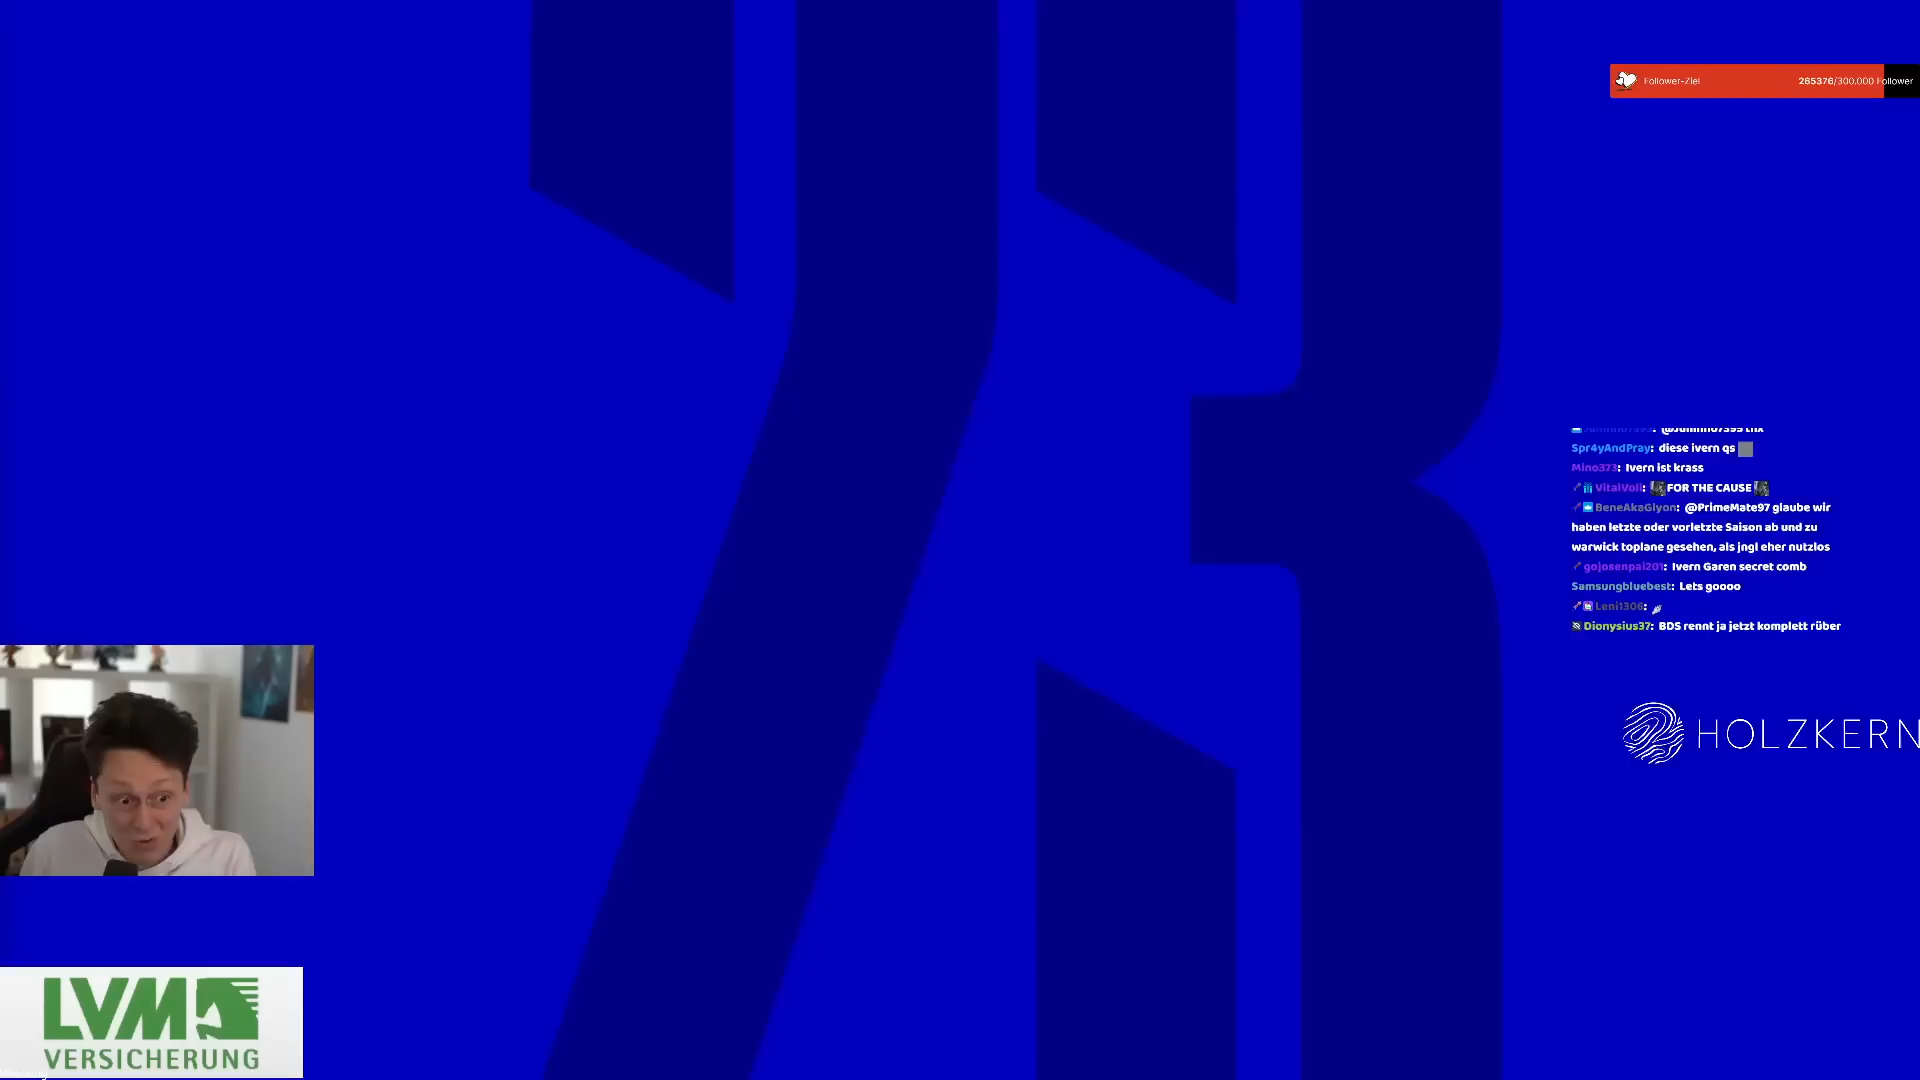 Follower-Ziel 265376/300.000 Follower
Spr4yAndPray: diese ivern qs
Mino373: Ivern ist krass
VitalVoli: FOR THE CAUSE
BeneAkaGlyon: @PrimeMate97 glaube wir
haben letzte oder vorletzte Saison ab und zu
warwick toplane gesehen, als jngl eher nutzlos
gojosenpai201: Ivern Garen secret comb
Samsungbluebest: Lets goooo
Leni1306:
Dionysius37: BDS rennt ja jetzt komplett rüber
HOLZKERN
LVM
VERSICHERUNG
23